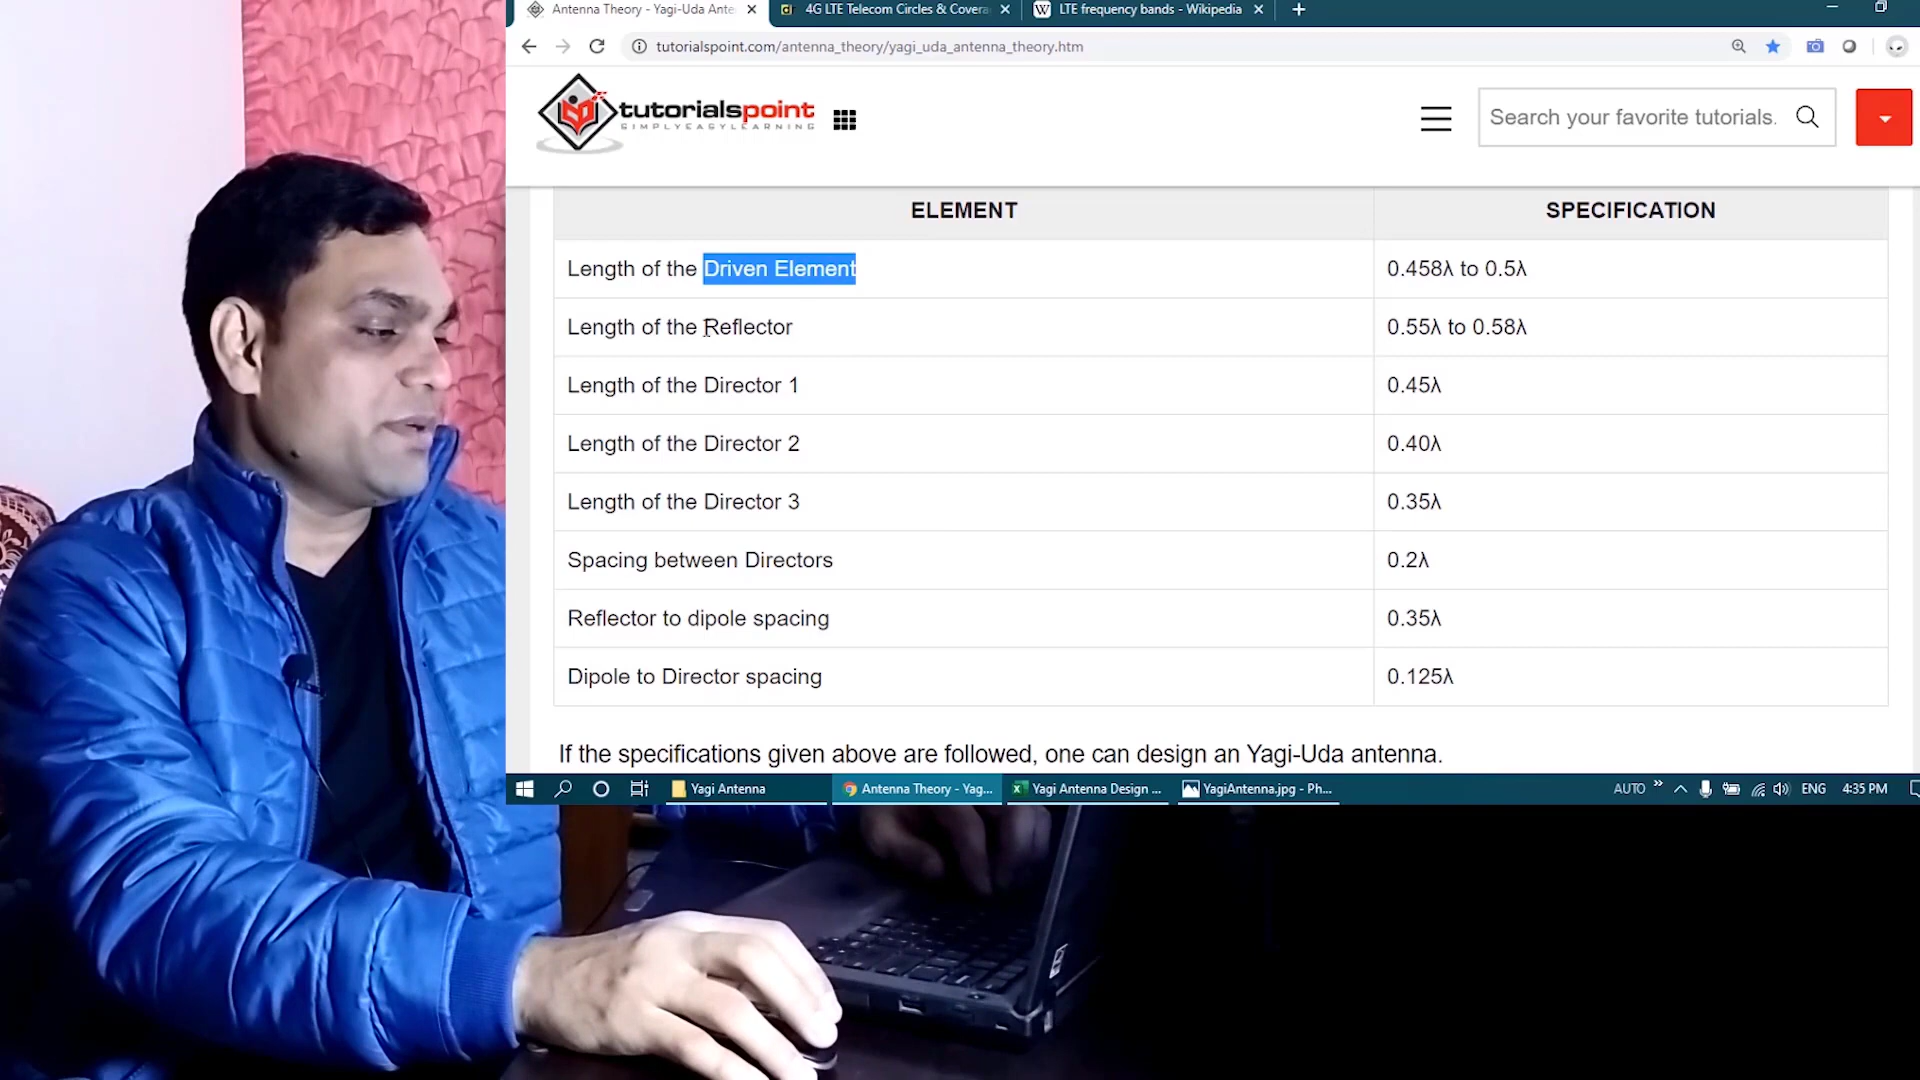 Antenna Theory - Yagi-Uda Ante
4G LTE Telecom Circles & Covera
LTE frequency bands - Wikipedia
tutorialspoint.com/antenna_theory/yagi_uda_antenna_theory.htm
tutorialspoint
SIMPLYEASYLEARNING
Search your favorite tutorials.
ELEMENT SPECIFICATION
Length of the Driven Element 0.458λ to 0.5λ
Length of the Reflector 0.55λ to 0.58λ
Length of the Director 1 0.45λ
Length of the Director 2 0.40λ
Length of the Director 3 0.35λ
Spacing between Directors 0.2λ
Reflector to dipole spacing 0.35λ
Dipole to Director spacing 0.125λ
If the specifications given above are followed, one can design an Yagi-Uda antenna.
Yagi Antenna
Antenna Theory - Yag...
Yagi Antenna Design ...
YagiAntenna.jpg - Ph...
AUTO
ENG
4:35 PM